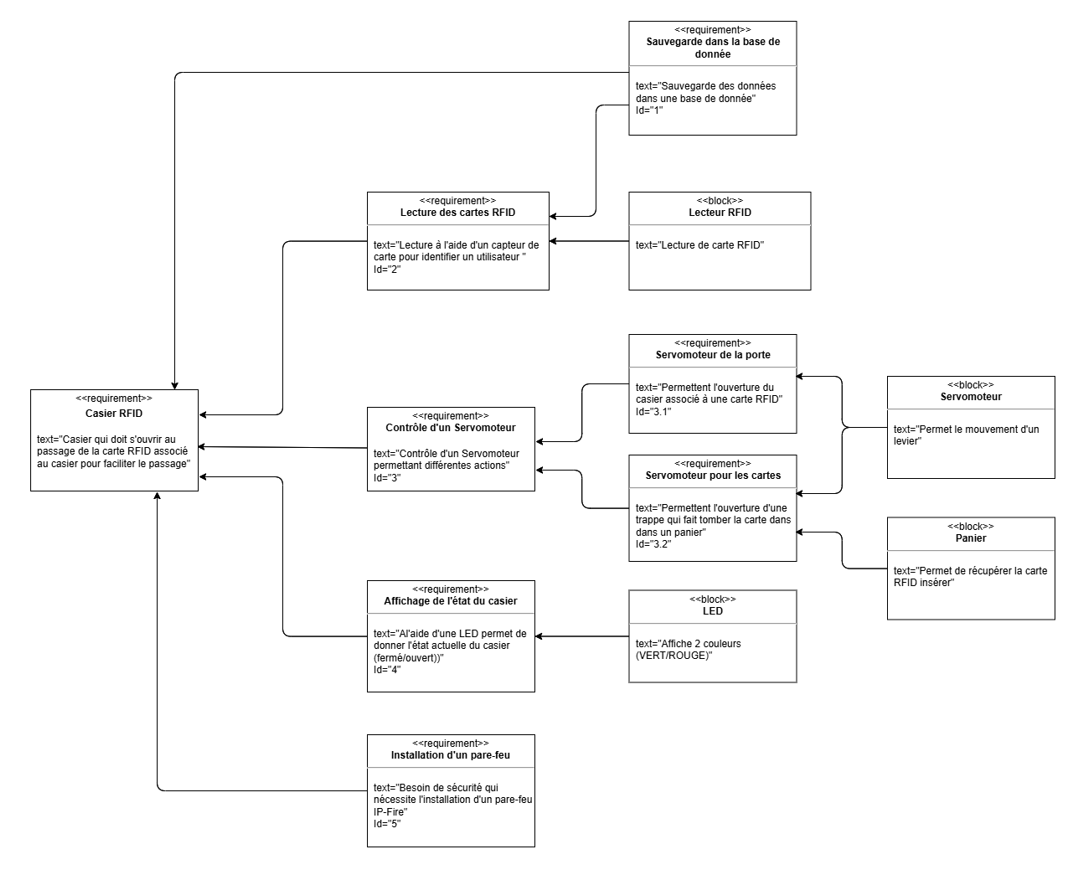 <<requirement>>
Sauvegarde dans la base de
donnée
text="Sauvegarde des données
dans une base de donnée"
Id="1"
<<requirement>>
Lecture des cartes RFID
text="Lecture à l'aide d'un capteur de
carte pour identifier un utilisateur "
Id="2"
<<block>>
Lecteur RFID
text="Lecture de carte RFID"
<<requirement>>
Servomoteur de la porte
text="Permettent l'ouverture du
casier associé à une carte RFID"
Id="3.1"
<<block>>
Servomoteur
text="Permet le mouvement d'un
levier"
<<requirement>>
Casier RFID
text="Casier qui doit s'ouvrir au
passage de la carte RFID associé
au casier pour faciliter le passage"
<<requirement>>
Contrôle d'un Servomoteur
text="Contrôle d'un Servomoteur
permettant différentes actions"
Id="3"
<<requirement>>
Servomoteur pour les cartes
text="Permettent l'ouverture d'une
trappe qui fait tomber la carte dans
dans un panier"
Id="3.2"
<<block>>
Panier
text="Permet de récupérer la carte
RFID insérer"
<<requirement>>
Affichage de l'état du casier
text="Al'aide d'une LED permet de
donner l'état actuelle du casier
(fermé/ouvert))"
Id="4"
<<block>>
LED
text="Affiche 2 couleurs
(VERT/ROUGE)"
<<requirement>>
Installation d'un pare-feu
text="Besoin de sécurité qui
nécessite l'installation d'un pare-feu
IP-Fire"
Id="5"